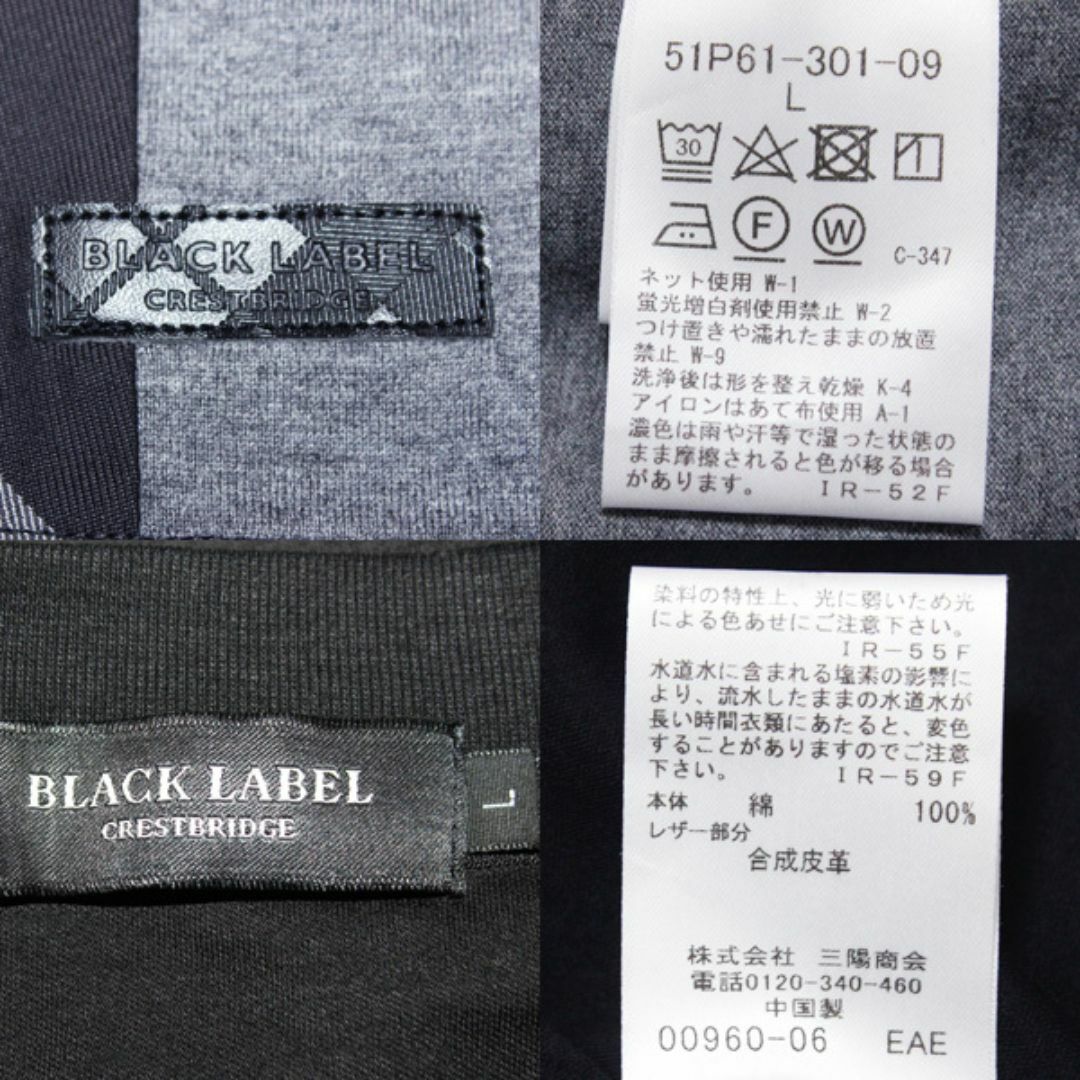 BLACK LABEL
CRESTBRIDGE
51P61-301-09
L
30
F
W
C-347
ネット使用 W-1
蛍光増白剤使用禁止 W-2
つけ置きや濡れたままの放置
禁止 W-9
洗浄後は形を整え乾燥 K-4
アイロンはあて布使用 A-1
濃色は雨や汗等で湿った状態の
まま摩擦されると色が移る場合
があります。 IR-52F
BLACK LABEL
CRESTBRIDGE
L
染料の特性上、光に弱いため光
による色あせにご注意下さい。
IR-55F
水道水に含まれる塩素の影響に
より、流水したままの水道水が
長い時間衣類にあたると、変色
することがありますのでご注意
下さい。 IR-59F
本体 綿 100%
レザー部分
合成皮革
株式会社 三陽商会
電話0120-340-460
中国製
00960-06 EAE